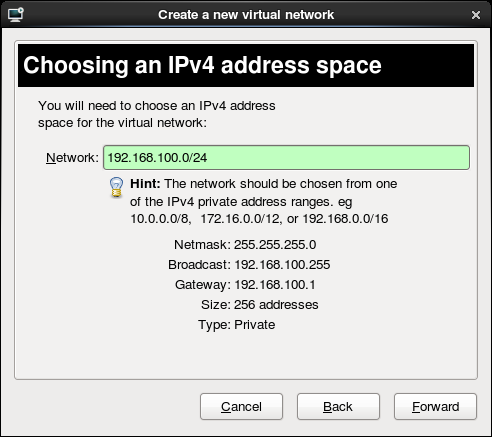 Create a new virtual network
Choosing an IPv4 address space
You will need to choose an IPv4 address
space for the virtual network:
Network: 192.168.100.0/24
Hint: The network should be chosen from one
of the IPv4 private address ranges. eg
10.0.0.0/8, 172.16.0.0/12, or 192.168.0.0/16
Netmask: 255.255.255.0
Broadcast: 192.168.100.255
Gateway: 192.168.100.1
Size: 256 addresses
Type: Private
Cancel Back Forward